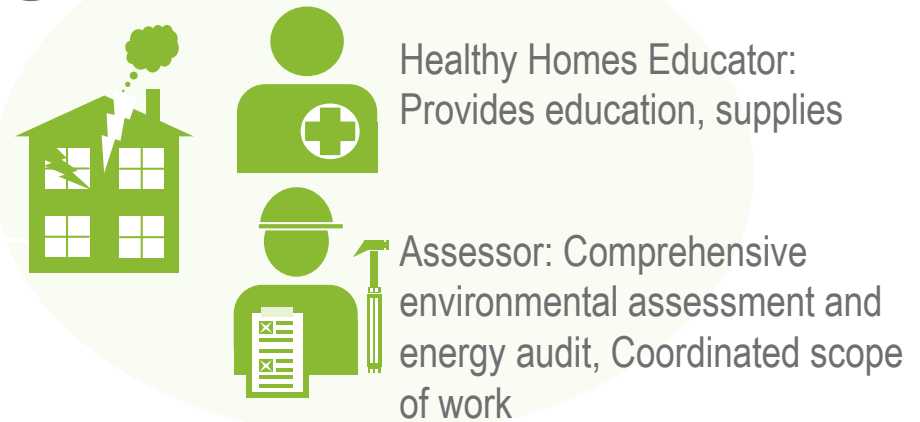 Healthy Homes Educator:
Provides education, supplies
Assessor: Comprehensive
environmental assessment and
energy audit, Coordinated scope
of work